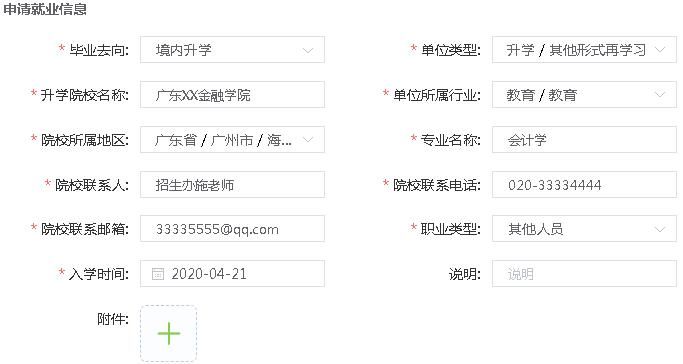 申请就业信息
* 毕业去向: 境内升学 * 单位类型: 升学 / 其他形式再学习
* 升学院校名称: 广东XX金融学院 * 单位所属行业: 教育 / 教育
* 院校所属地区: 广东省 / 广州市 / 海... * 专业名称: 会计学
* 院校联系人: 招生办施老师 * 院校联系电话: 020-33334444
* 院校联系邮箱: 33335555@qq.com * 职业类型: 其他人员
* 入学时间: 2020-04-21 说明: 说明
附件: